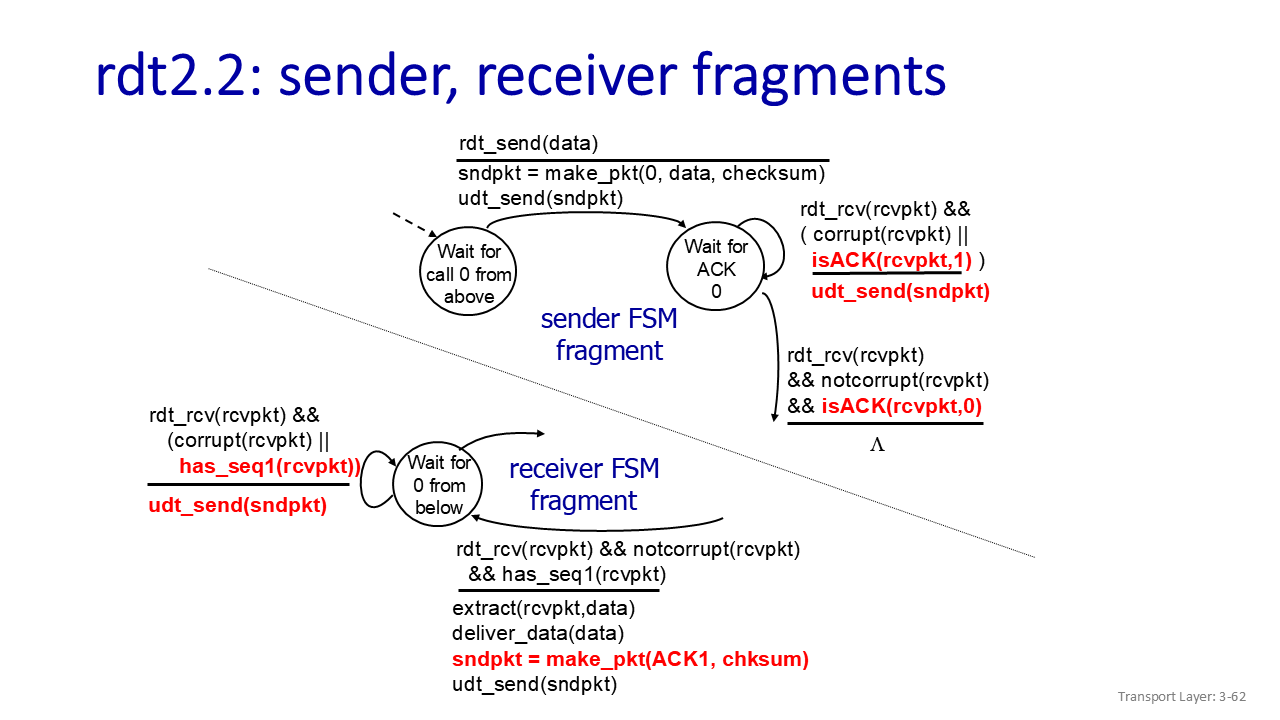 rdt2.2: sender, receiver fragments
rdt_send(data)
sndpkt = make_pkt(0, data, checksum)
udt_send(sndpkt)
Wait for
call 0 from
above
Wait for
ACK
0
rdt_rcv(rcvpkt) &&
( corrupt(rcvpkt) ||
isACK(rcvpkt,1) )
udt_send(sndpkt)
sender FSM
fragment
rdt_rcv(rcvpkt)
&& notcorrupt(rcvpkt)
&& isACK(rcvpkt,0)
Λ
rdt_rcv(rcvpkt) &&
(corrupt(rcvpkt) ||
has_seq1(rcvpkt))
udt_send(sndpkt)
Wait for
0 from
below
receiver FSM
fragment
rdt_rcv(rcvpkt) && notcorrupt(rcvpkt)
&& has_seq1(rcvpkt)
extract(rcvpkt,data)
deliver_data(data)
sndpkt = make_pkt(ACK1, chksum)
udt_send(sndpkt)
Transport Layer: 3-62